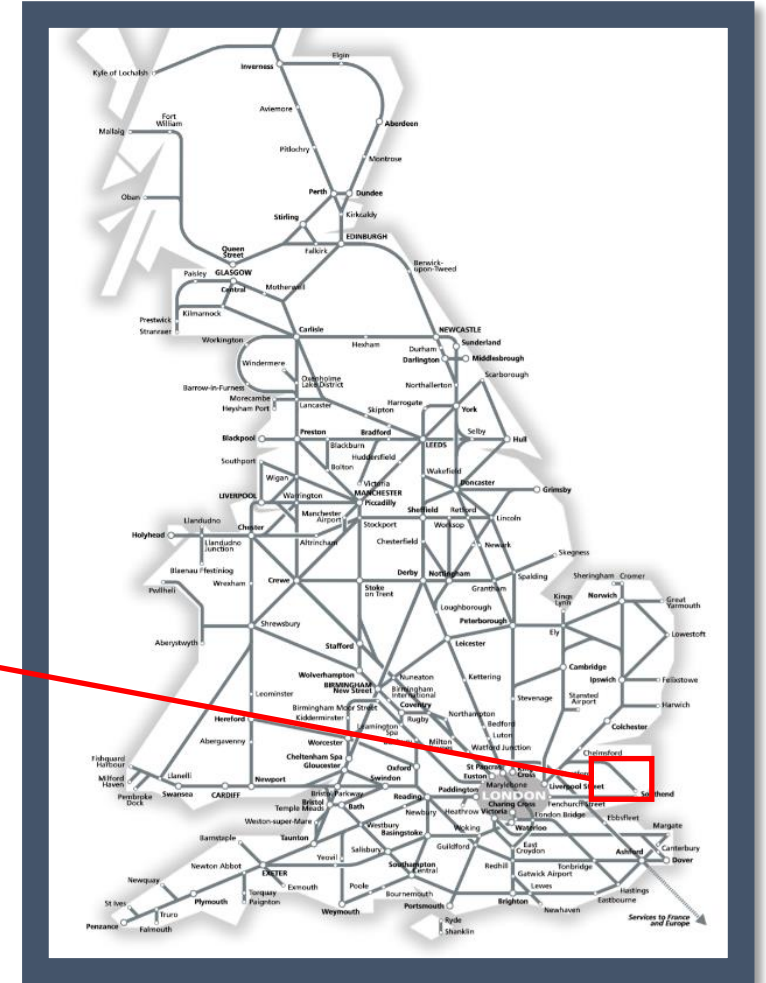 Elgin
Kyle of Lochalsh
Inverness
Aviemore
Fort
William
Mallaig
Aberdeen
Pitlochry
Montrose
Perth
Dundee
Oban
Kirkcaldy
Stirling
EDINBURGH
Falkirk
Queen
Street
Berwick-
upon-Tweed
Paisley
GLASGOW
Central
Motherwell
Prestwick
Kilmarnock
Stranraer
Carlisle
NEWCASTLE
Workington
Hexham
Sunderland
Durham
Darlington
Middlesbrough
Windermere
Scarborough
Oxenholme
Lake District
Northallerton
Barrow-in-Furness
Morecambe
Heysham Port
Lancaster
Harrogate
York
Skipton
Preston
Bradford
Selby
Blackpool
Blackburn
LEEDS
Hull
Huddersfield
Southport
Bolton
Wakefield
Wigan
Victoria
Doncaster
MANCHESTER
Piccadilly
Grimsby
LIVERPOOL
Warrington
Sheffield
Retford
Manchester
Airport
Lincoln
Llandudno
Chester
Stockport
Worksop
Holyhead
Llandudno
Junction
Altrincham
Chesterfield
Newark
Skegness
Blaenau Ffestiniog
Derby
Nottingham
Wrexham
Crewe
Stoke
on Trent
Spalding
Sheringham
Cromer
Pwllheli
Grantham
Kings
Lynn
Norwich
Great
Yarmouth
Loughborough
Peterborough
Shrewsbury
Ely
Lowestoft
Aberystwyth
Stafford
Leicester
Wolverhampton
Nuneaton
Kettering
Cambridge
BIRMINGHAM
New Street
Birmingham
International
Ipswich
Felixstowe
Leominster
Coventry
Stevenage
Stansted
Airport
Birmingham Moor Street
Harwich
Kidderminster
Rugby
Northampton
Hereford
Leamington
Spa
Bedford
Colchester
Abergavenny
Worcester
Milton
Luton
Watford Junction
Chelmsford
Cheltenham Spa
Gloucester
Fishguard
Harbour
Oxford
St Pancras
Cross
Euston
Llanelli
Swindon
Marylebone
Liverpool Street
Milford
Haven
Newport
Paddington
LONDON
Southend
Pembroke
Dock
Swansea
CARDIFF
Bristol Parkway
Reading
Bristol
Temple Meads
Bath
Charing Cross
Fenchurch Street
Newbury
Heathrow
Victoria
London Bridge
Ebbsfleet
Weston-super-Mare
Waterloo
Margate
Westbury
Woking
Barnstaple
Basingstoke
Taunton
East
Croydon
Canterbury
Salisbury
Guildford
Ashford
Dover
Yeovil
Newton Abbot
Southampton
Central
Redhill
Tonbridge
Gatwick Airport
EXETER
Newquay
Exmouth
Poole
Lewes
Hastings
Torquay
Paignton
Bournemouth
Eastbourne
St Ives
Plymouth
Weymouth
Portsmouth
Brighton
Newhaven
Truro
Penzance
Falmouth
Ryde
Shanklin
Services to France
and Europe